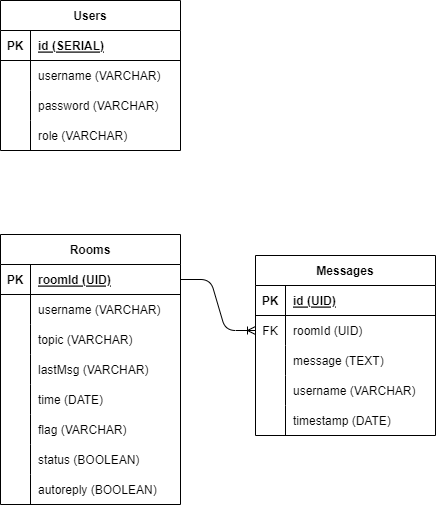 Users
PK id (SERIAL)
username (VARCHAR)
password (VARCHAR)
role (VARCHAR)
Rooms
PK roomId (UID)
username (VARCHAR)
topic (VARCHAR)
lastMsg (VARCHAR)
time (DATE)
flag (VARCHAR)
status (BOOLEAN)
autoreply (BOOLEAN)
Messages
PK id (UID)
FK roomId (UID)
message (TEXT)
username (VARCHAR)
timestamp (DATE)